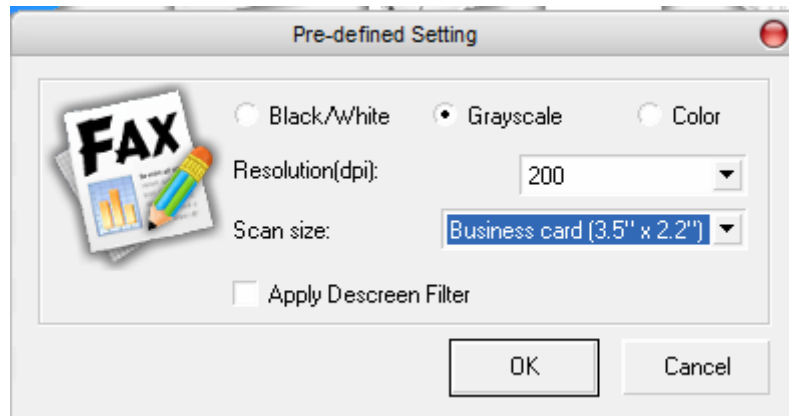 Pre-defined Setting
FAX
Black/White Grayscale Color
Resolution(dpi): 200
Scan size: Business card (3.5" x 2.2")
Apply Descreen Filter
OK Cancel